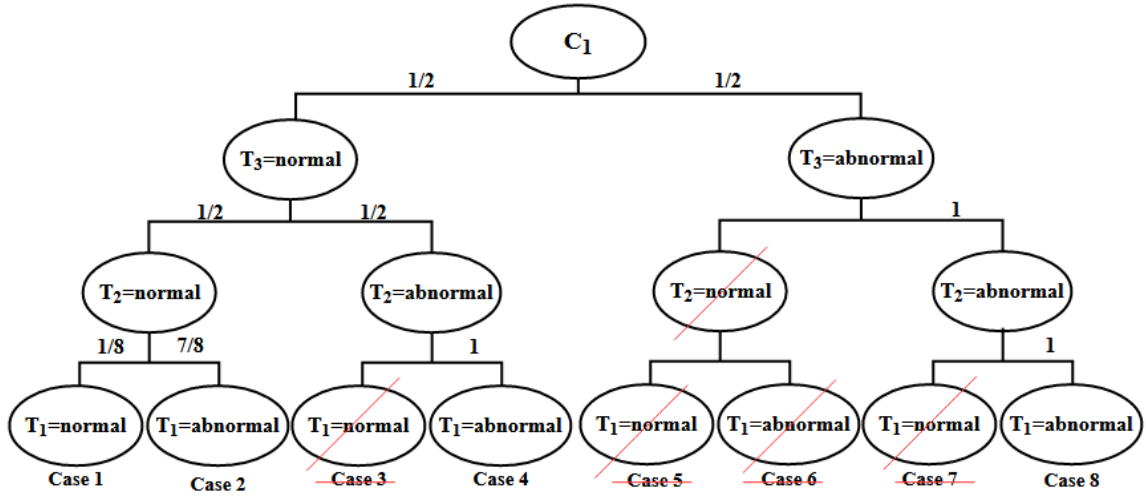 C1
1/2 1/2
T3=normal T3=abnormal
1/2 1/2 1
T2=normal T2=abnormal T2=normal T2=abnormal
1/8 7/8 1 1
T1=normal T1=abnormal T1=normal T1=abnormal T1=normal T1=abnormal T1=normal T1=abnormal
Case 1 Case 2 Case 3 Case 4 Case 5 Case 6 Case 7 Case 8